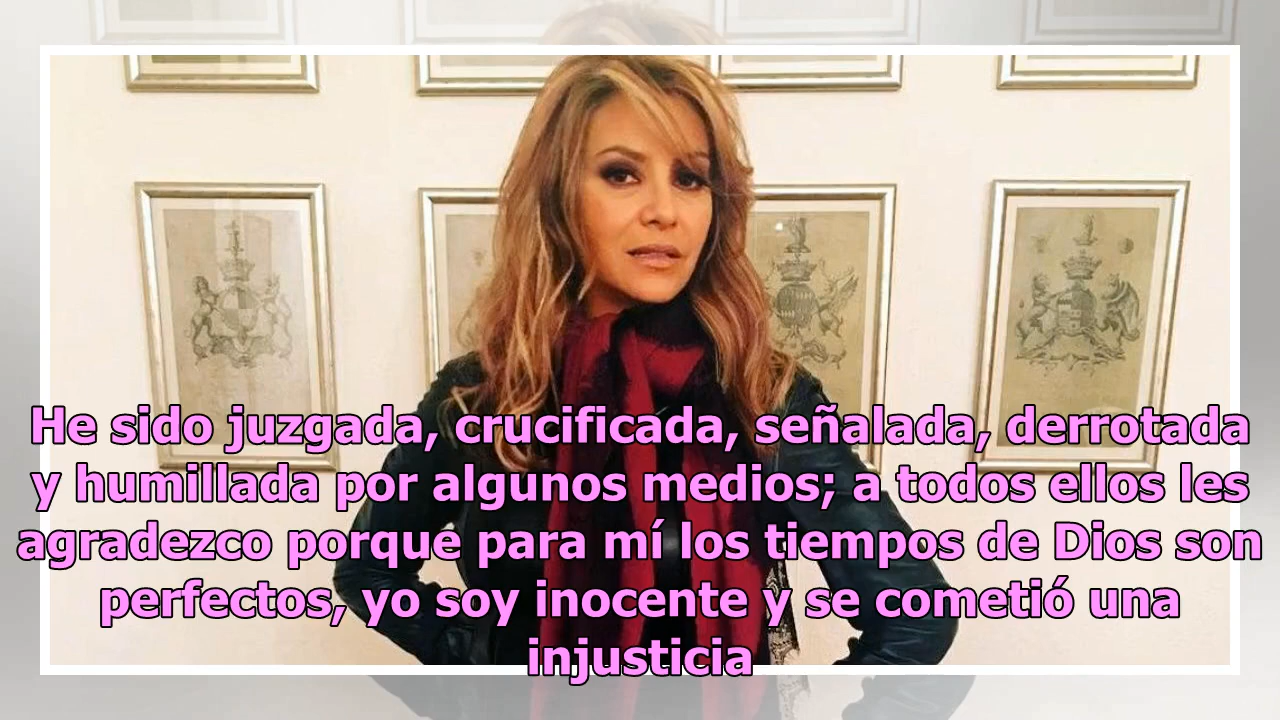 He sido juzgada, crucificada, señalada, derrotada
y humillada por algunos medios; a todos ellos les
agradezco porque para mí los tiempos de Dios son
perfectos, yo soy inocente y se cometió una
injusticia